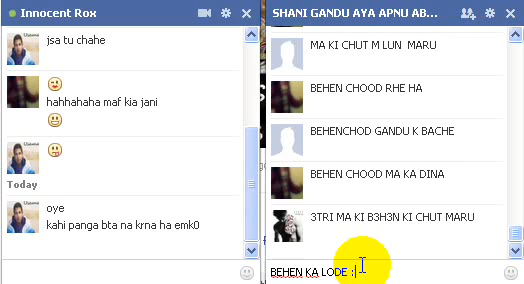 Innocent Rox
jsa tu chahe
hahhahaha maf kia jani
Today
oye
kahi panga bta na krna ha emk0
SHANI GANDU AYA APNU AB...
MA KI CHUT M LUN MARU
BEHEN CHOOD RHE HA
BEHENCHOD GANDU K BACHE
BEHEN CHOOD MA KA DINA
3TRI MA KI B3H3N KI CHUT MARU
BEHEN KA LODE :